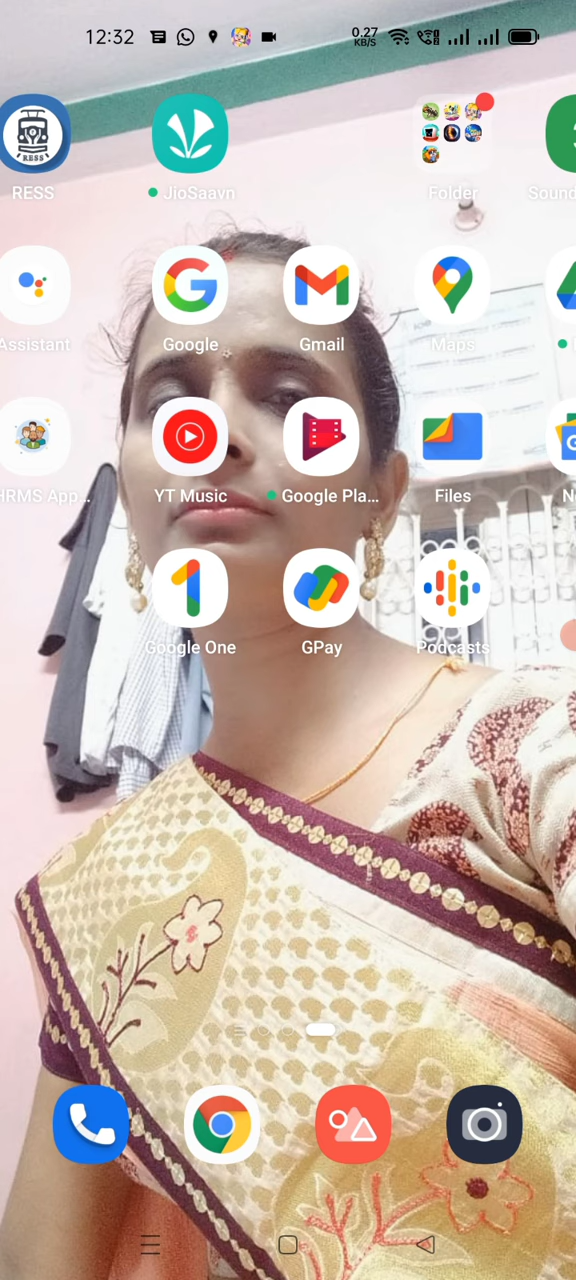 12:32
0.27
KB/S
RESS
RESS
JioSaavn
Folder
Sound
Assistant
Google
Gmail
Maps
HRMS App...
YT Music
Google Pla...
Files
Google One
GPay
Podcasts